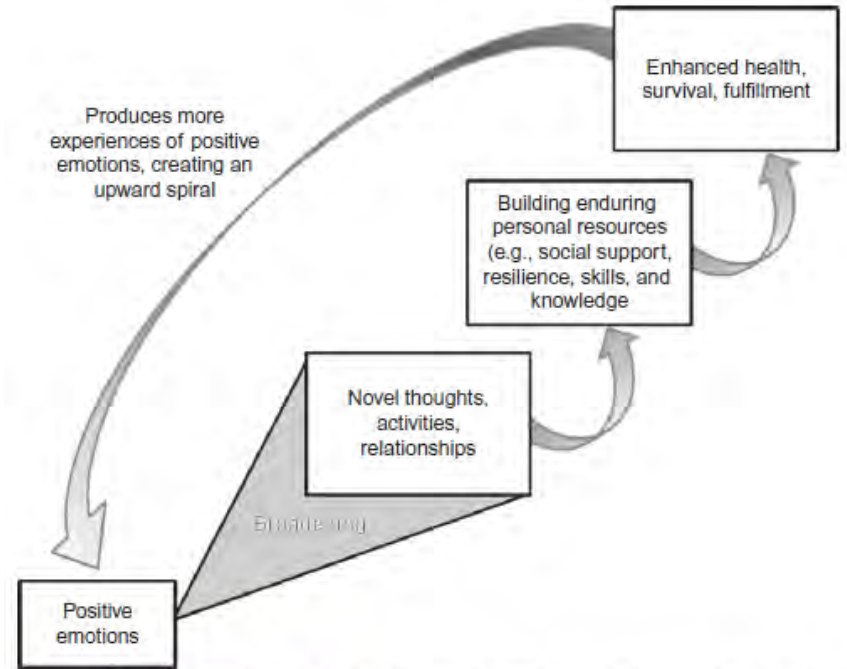 Enhanced health,
survival, fulfillment
Produces more
experiences of positive
emotions, creating an
upward spiral
Building enduring
personal resources
(e.g., social support,
resilience, skills, and
knowledge
Novel thoughts,
activities,
relationships
Broadening
Positive
emotions